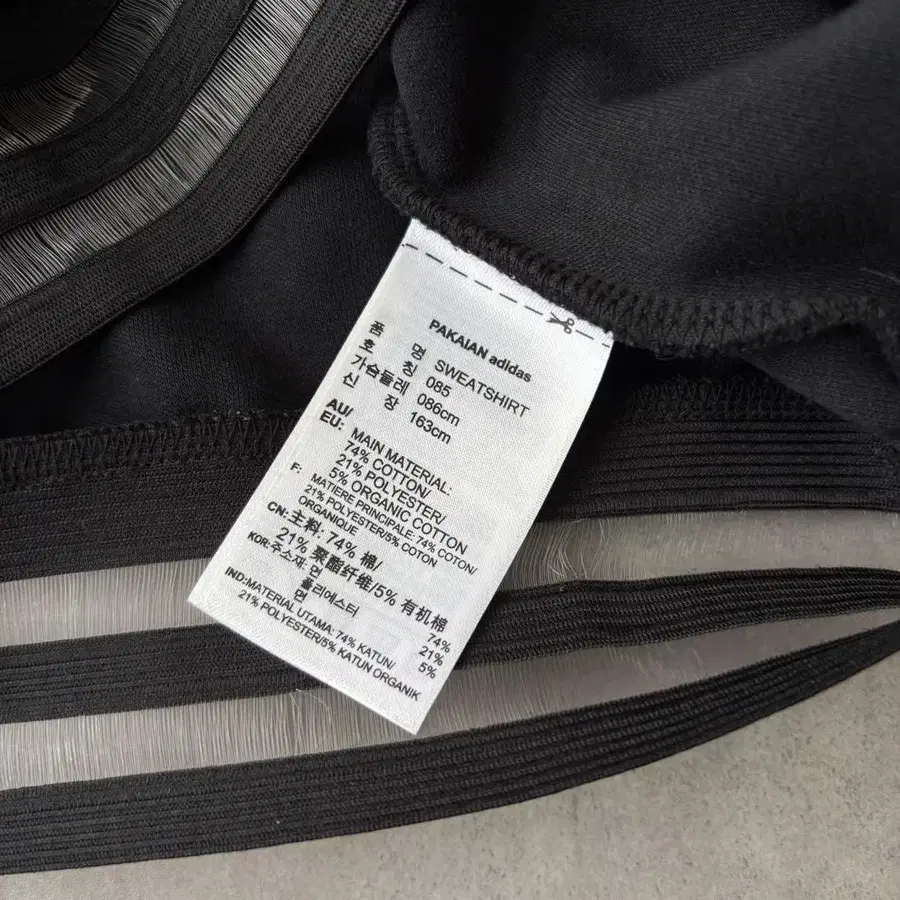 PAKAIAN adidas
품 명 SWEATSHIRT
호 칭 085
가슴둘레 086cm
신 장 163cm
AU/
EU: MAIN MATERIAL:
74% COTTON/
21% POLYESTER/
5% ORGANIC COTTON
F: MATIERE PRINCIPALE: 74% COTON/
21% POLYESTER/5% COTON
ORGANIQUE
CN: 主料: 74% 棉/
21% 聚酯纤维/5% 有机棉
KOR: 주소재: 면 74%
폴리에스터 21%
면 5%
IND: MATERIAL UTAMA: 74% KATUN/
21% POLYESTER/5% KATUN ORGANIK